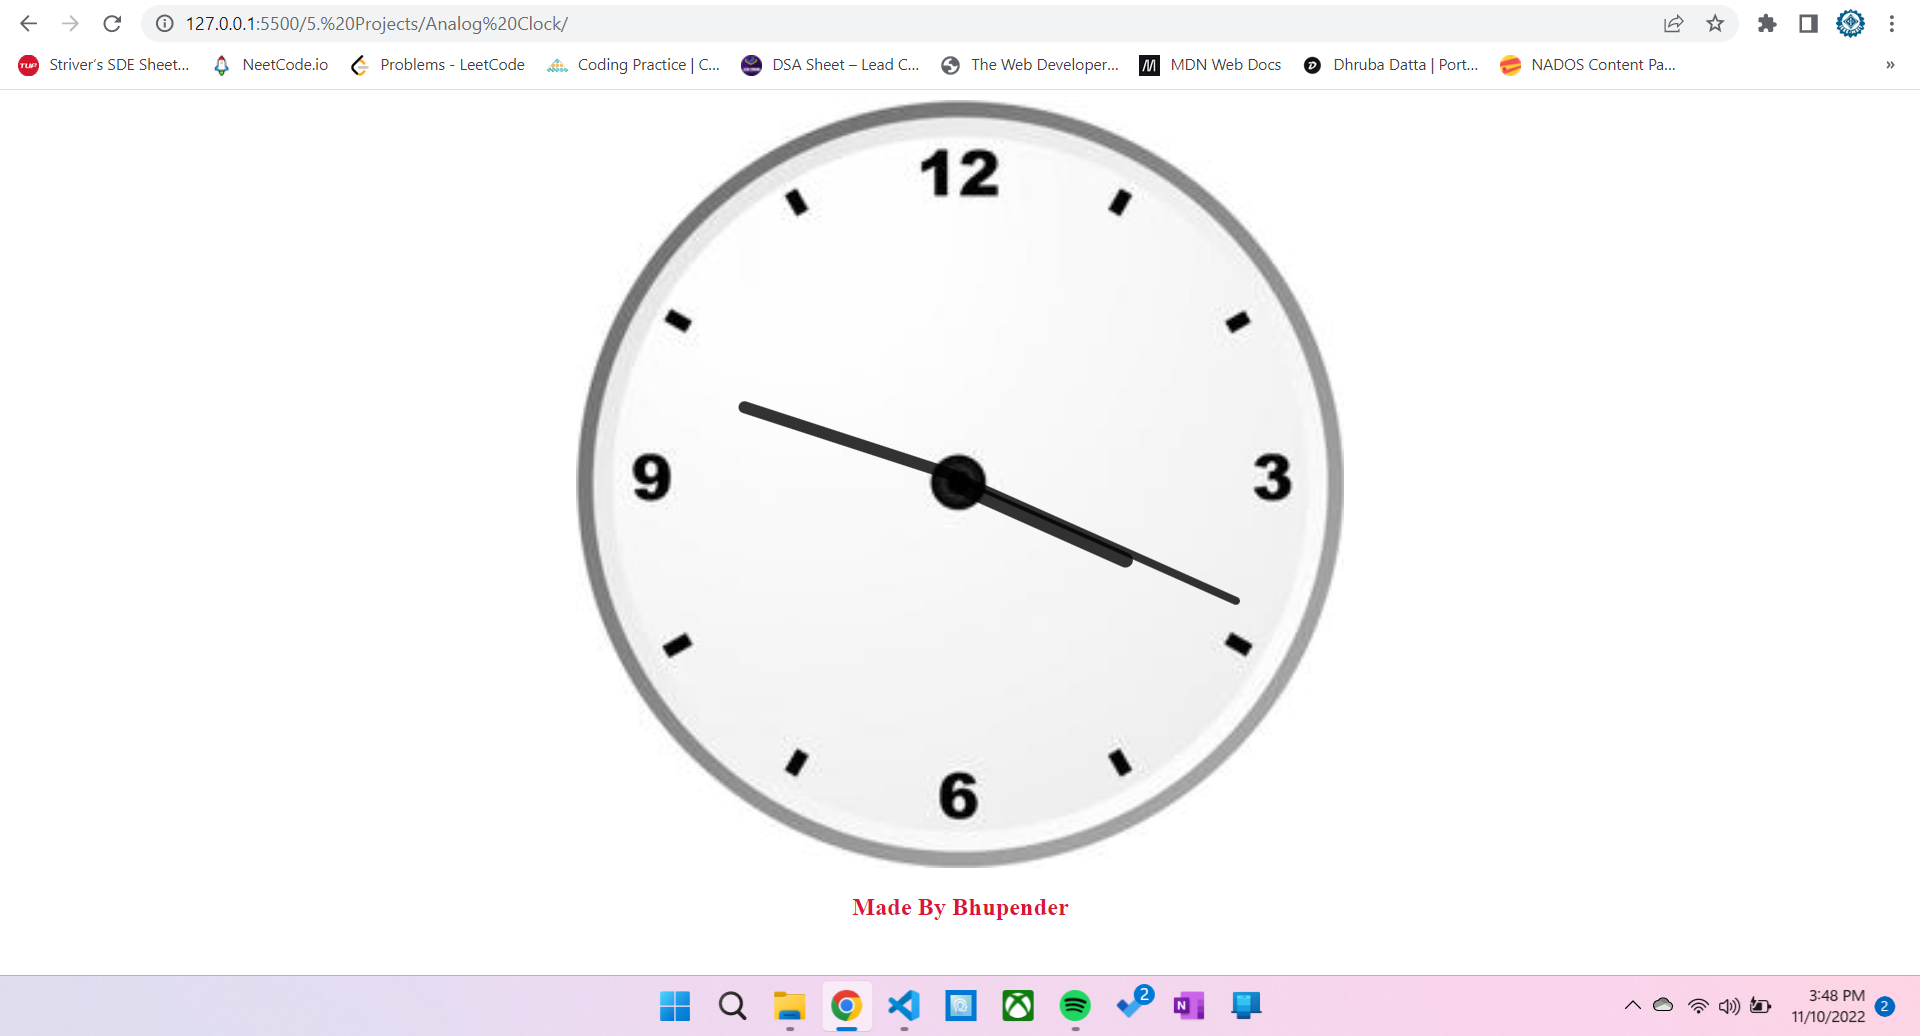 127.0.0.1:5500/5.%20Projects/Analog%20Clock/
TUF Striver's SDE Sheet... NeetCode.io Problems - LeetCode Coding Practice | C... DSA Sheet – Lead C... The Web Developer... MDN Web Docs Dhruba Datta | Port... NADOS Content Pa... »
12
9 3
6
Made By Bhupender
2
N
3:48 PM
11/10/2022 2